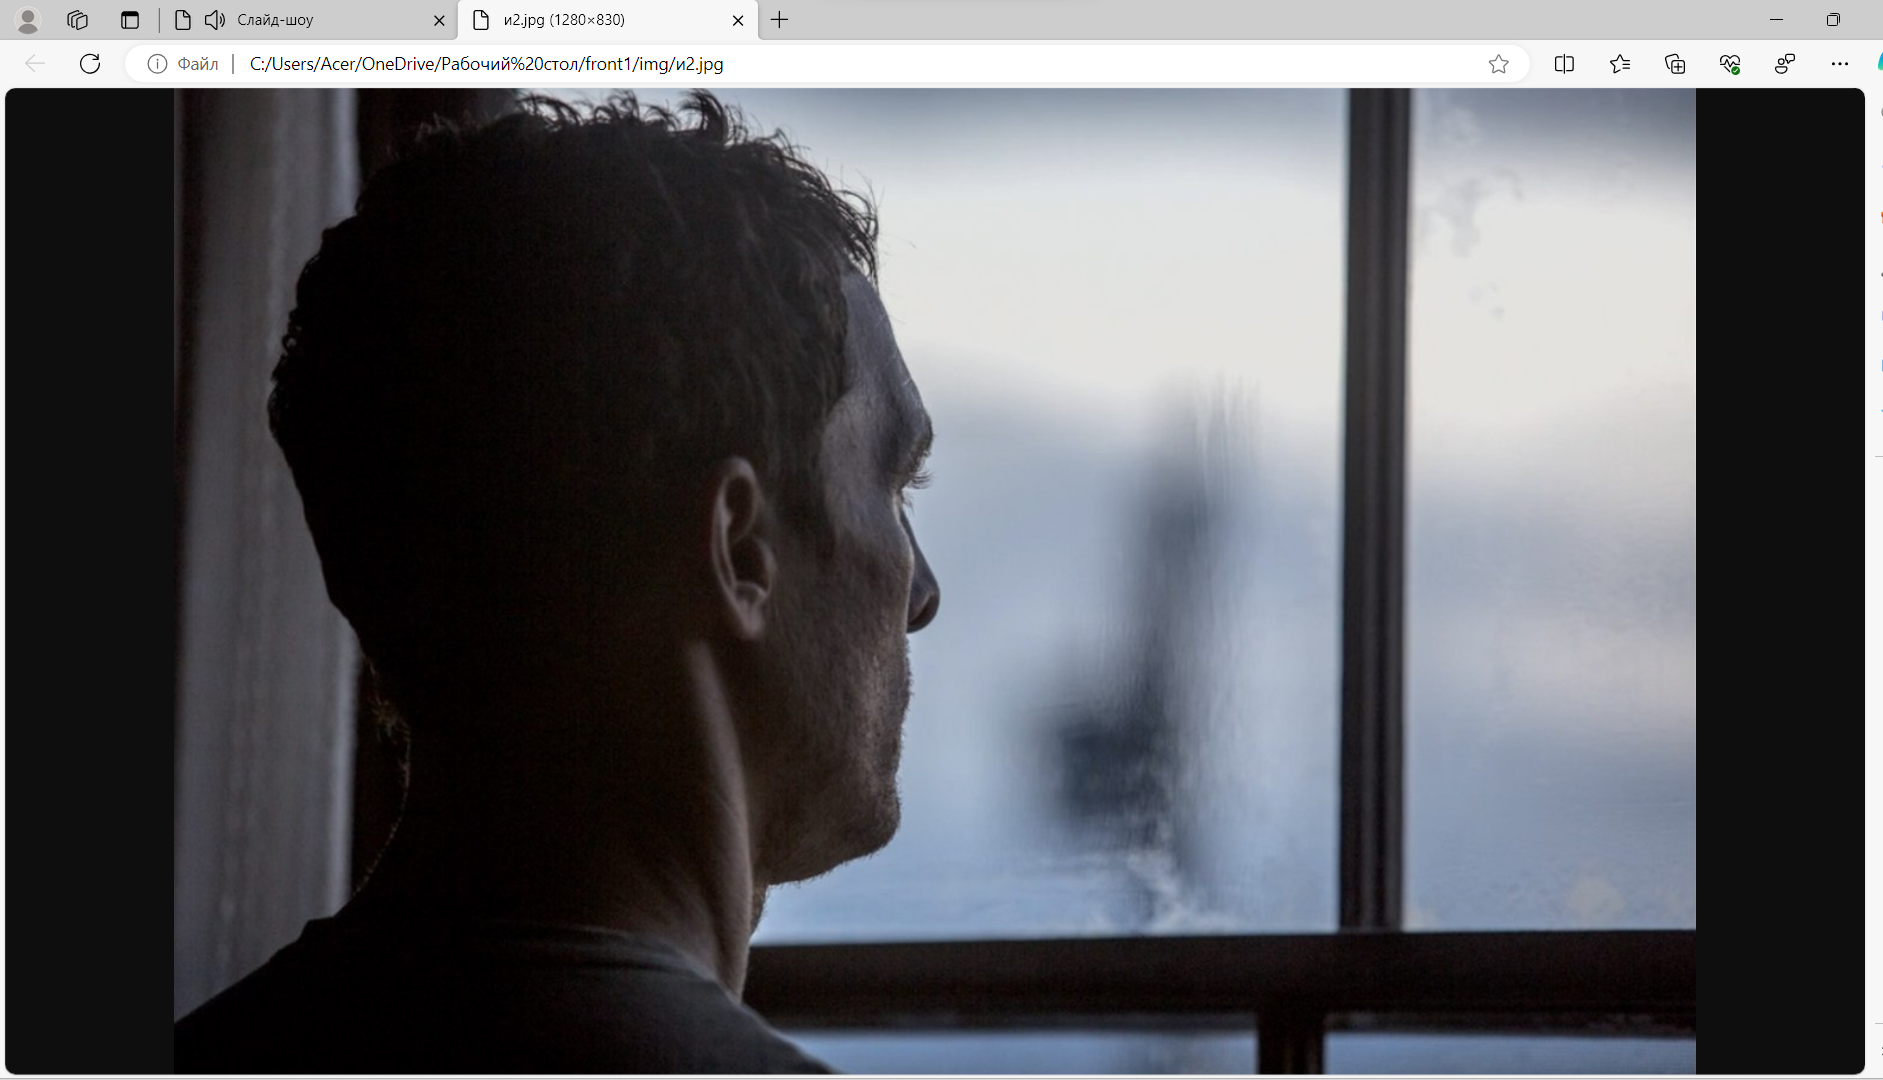 Слайд-шоу
и2.jpg (1280×830)
Файл
C:/Users/Acer/OneDrive/Рабочий%20стол/front1/img/и2.jpg